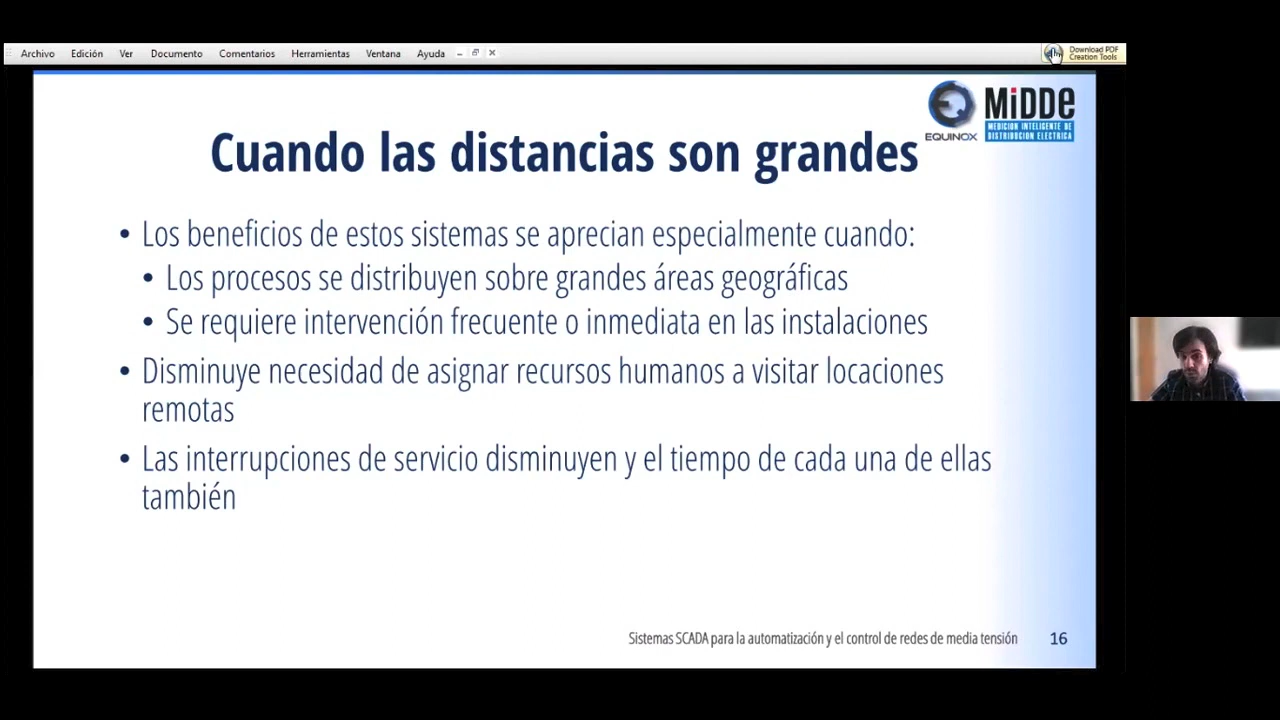 Archivo Edición Ver Documento Comentarios Herramientas Ventana Ayuda
Download PDF
Creation Tools
EQUINOX
MiDDE
MEDICION INTELIGENTE DE
DISTRIBUCION ELECTRICA
Cuando las distancias son grandes
• Los beneficios de estos sistemas se aprecian especialmente cuando:
• Los procesos se distribuyen sobre grandes áreas geográficas
• Se requiere intervención frecuente o inmediata en las instalaciones
• Disminuye necesidad de asignar recursos humanos a visitar locaciones
remotas
• Las interrupciones de servicio disminuyen y el tiempo de cada una de ellas
también
Sistemas SCADA para la automatización y el control de redes de media tensión 16